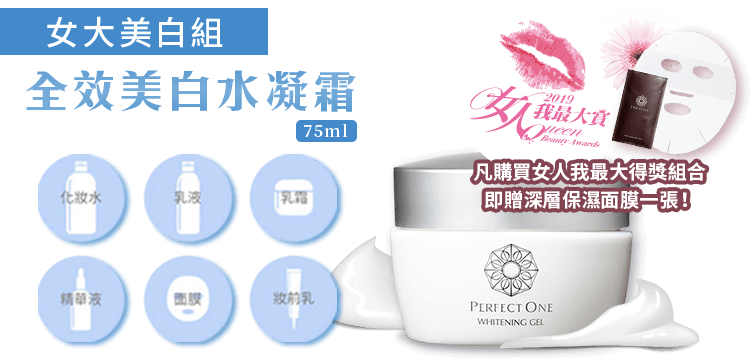 女大美白組
全效美白水凝霜
75ml
化妝水
乳液
乳霜
精華液
面膜
妝前乳
2019
女人我最大賞
Queen
Beauty Awards
凡購買女人我最大得獎組合
即贈深層保濕面膜一張！
PERFECT ONE
WHITENING GEL